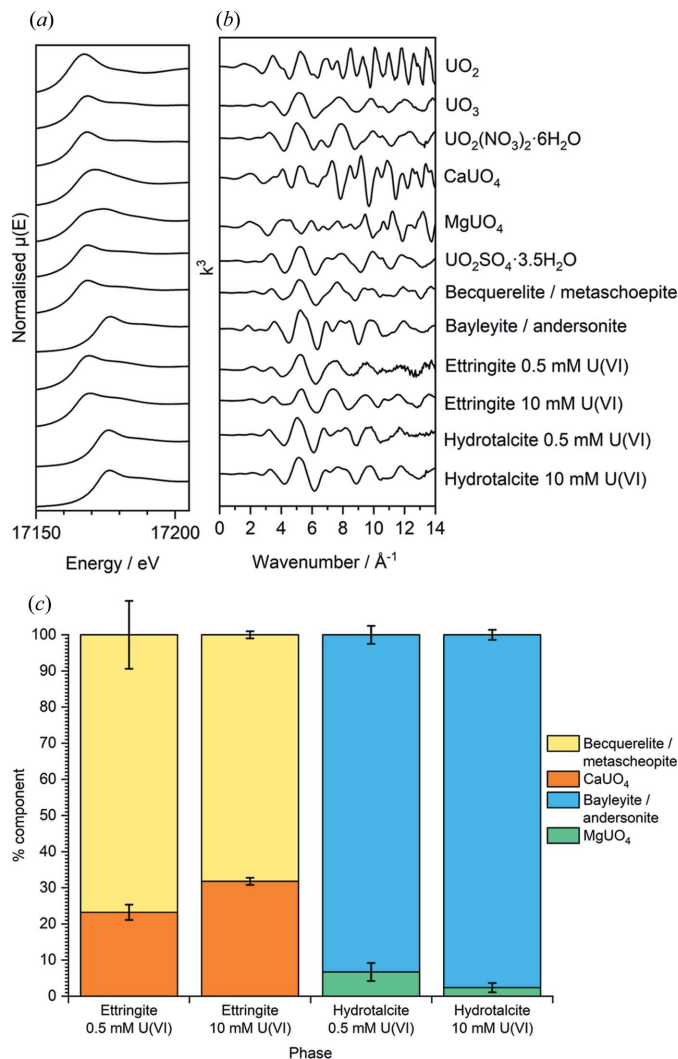 (a)
(b)
Normalised μ(E)
17150
17200
Energy / eV
k³
UO₂
UO₃
UO₂(NO₃)₂·6H₂O
CaUO₄
MgUO₄
UO₂SO₄·3.5H₂O
Becquerelite / metaschoepite
Bayleyite / andersonite
Ettringite 0.5 mM U(VI)
Ettringite 10 mM U(VI)
Hydrotalcite 0.5 mM U(VI)
Hydrotalcite 10 mM U(VI)
0 2 4 6 8 10 12 14
Wavenumber / Å⁻¹
(c)
% component
100
90
80
70
60
50
40
30
20
10
0
Becquerelite /
metascheopite
CaUO₄
Bayleyite /
andersonite
MgUO₄
Ettringite Ettringite Hydrotalcite Hydrotalcite
0.5 mM U(VI) 10 mM U(VI) 0.5 mM U(VI) 10 mM U(VI)
Phase